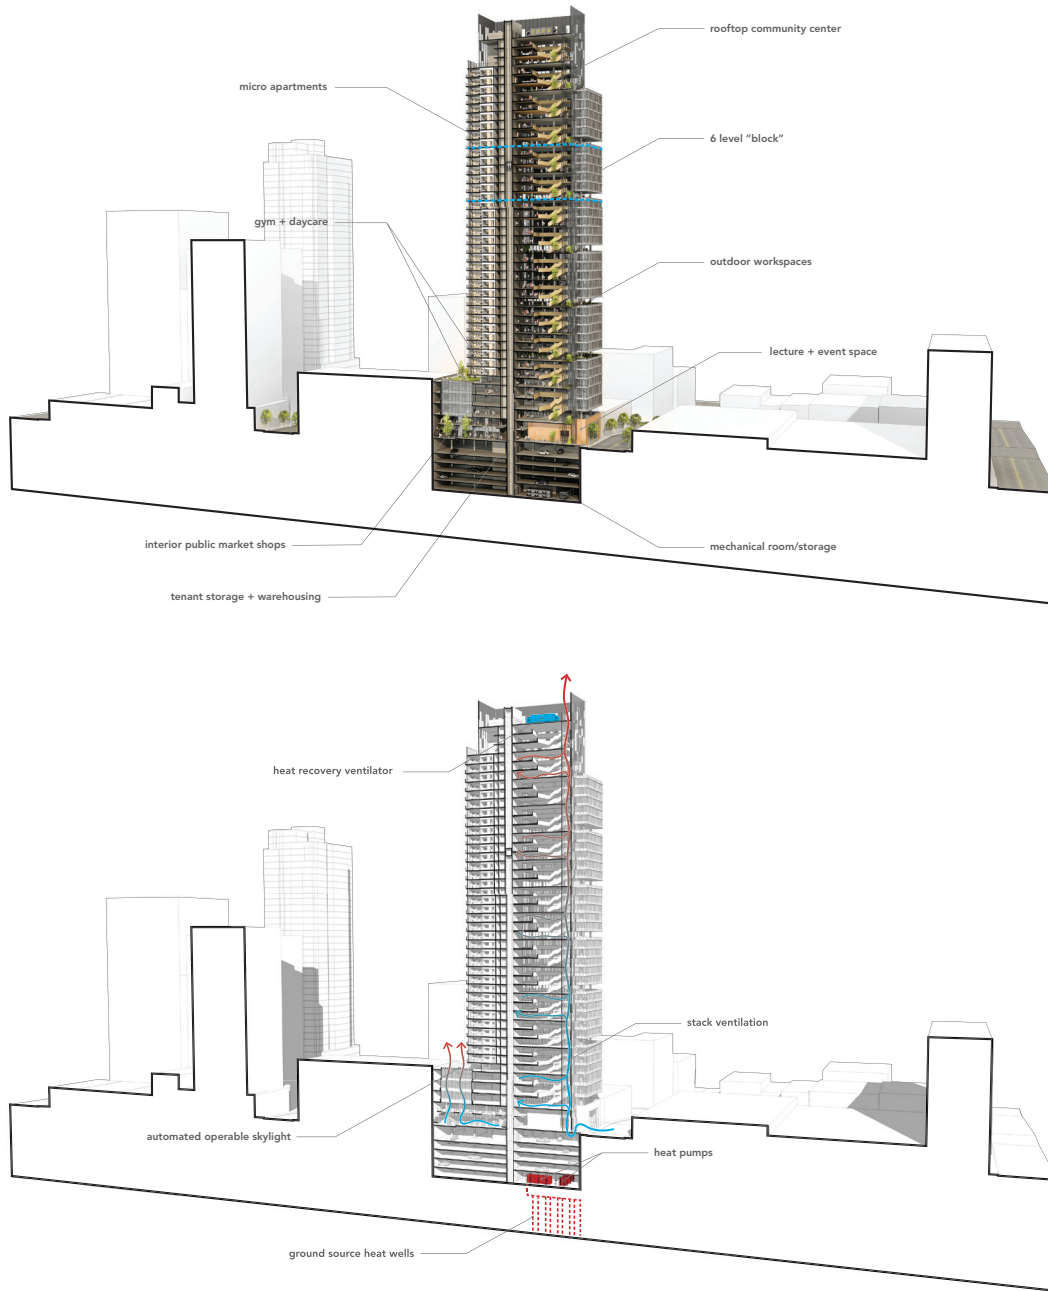 rooftop community center
micro apartments
6 level “block”
gym + daycare
outdoor workspaces
lecture + event space
interior public market shops
mechanical room/storage
tenant storage + warehousing
heat recovery ventilator
stack ventilation
automated operable skylight
heat pumps
ground source heat wells